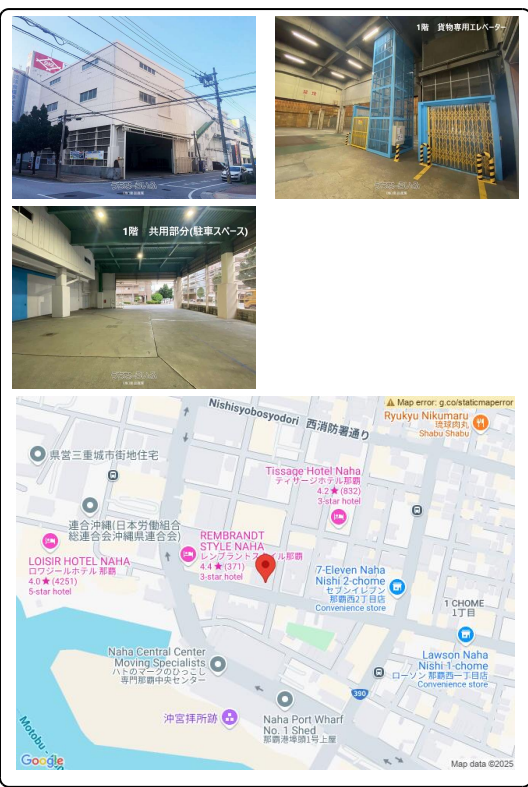 1階　貨物専用エレベーター
1階　共用部分(駐車スペース)
Map error: g.co/staticmaperror
Nishisyobosyodori 西消防署通り
Ryukyu Nikumaru
琉球肉丸
Shabu Shabu
県営三重城市街地住宅
Tissage Hotel Naha
ティサージホテル那覇
4.2★(832)
3-star hotel
連合沖縄(日本労働組合
総連合会沖縄県連合会)
REMBRANDT
STYLE NAHA
レンブラントスタイル那覇
4.4★(371)
3-star hotel
LOISIR HOTEL NAHA
ロワジールホテル 那覇
4.0★(4251)
5-star hotel
7-Eleven Naha
Nishi 2-chome
セブンイレブン
那覇西2丁目店
Convenience store
1 CHOME
1丁目
Lawson Naha
Nishi 1-chome
ローソン 那覇西一丁目店
Convenience store
Naha Central Center
Moving Specialists
ハトのマークのひっこし
専門那覇中央センター
390
沖宮拝所跡
Naha Port Wharf
No. 1 Shed
那覇港埠頭1号上屋
Motobu -
Google
Map data ©2025